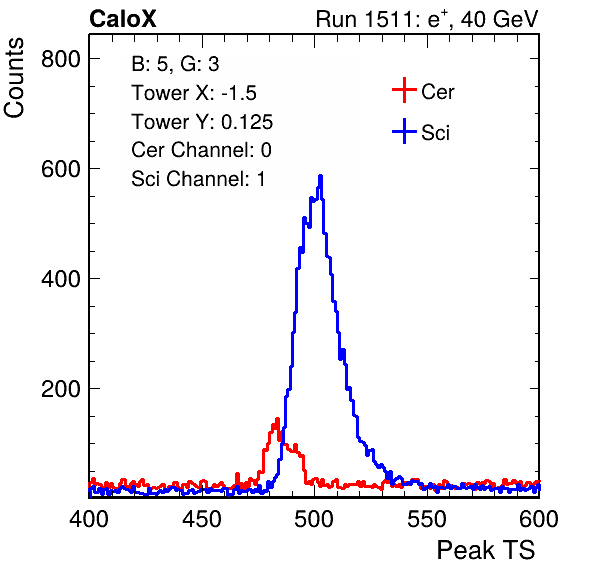 CaloX Run 1511: e⁺, 40 GeV
Counts
800
600
400
200
B: 5, G: 3
Tower X: -1.5
Tower Y: 0.125
Cer Channel: 0
Sci Channel: 1
Cer
Sci
400 450 500 550 600
Peak TS